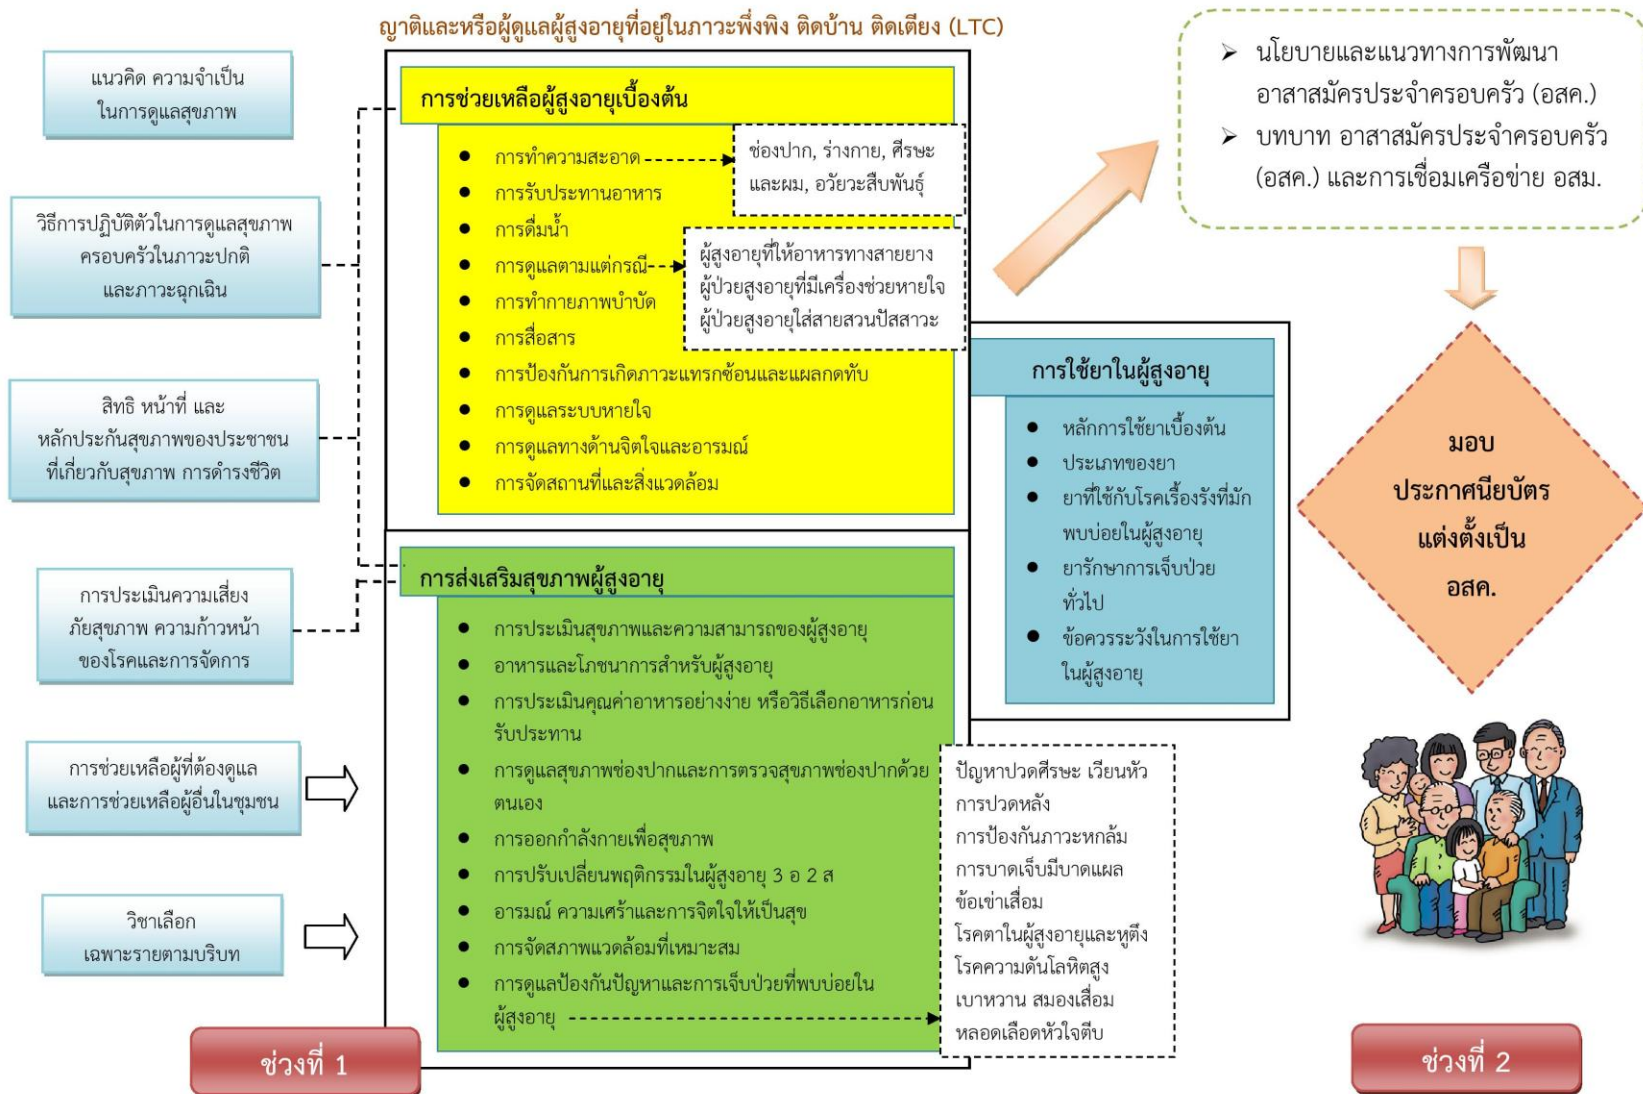 ญาติและหรือผู้ดูแลผู้สูงอายุที่อยู่ในภาวะพึ่งพิง ติดบ้าน ติดเตียง (LTC)
แนวคิด ความจำเป็น
ในการดูแลสุขภาพ
วิธีการปฏิบัติตัวในการดูแลสุขภาพ
ครอบครัวในภาวะปกติ
และภาวะฉุกเฉิน
สิทธิ หน้าที่ และ
หลักประกันสุขภาพของประชาชน
ที่เกี่ยวกับสุขภาพ การดำรงชีวิต
การประเมินความเสี่ยง
ภัยสุขภาพ ความก้าวหน้า
ของโรคและการจัดการ
การช่วยเหลือผู้ที่ต้องดูแล
และการช่วยเหลือผู้อื่นในชุมชน
วิชาเลือก
เฉพาะรายตามบริบท
การช่วยเหลือผู้สูงอายุเบื้องต้น
● การทำความสะอาด
● การรับประทานอาหาร
● การดื่มน้ำ
● การดูแลตามแต่กรณี
● การทำกายภาพบำบัด
● การสื่อสาร
● การป้องกันการเกิดภาวะแทรกซ้อนและแผลกดทับ
● การดูแลระบบหายใจ
● การดูแลทางด้านจิตใจและอารมณ์
● การจัดสถานที่และสิ่งแวดล้อม
ช่องปาก, ร่างกาย, ศีรษะ
และผม, อวัยวะสืบพันธุ์
ผู้สูงอายุที่ให้อาหารทางสายยาง
ผู้ป่วยสูงอายุที่มีเครื่องช่วยหายใจ
ผู้ป่วยสูงอายุใส่สายสวนปัสสาวะ
การส่งเสริมสุขภาพผู้สูงอายุ
● การประเมินสุขภาพและความสามารถของผู้สูงอายุ
● อาหารและโภชนาการสำหรับผู้สูงอายุ
● การประเมินคุณค่าอาหารอย่างง่าย หรือวิธีเลือกอาหารก่อน
รับประทาน
● การดูแลสุขภาพช่องปากและการตรวจสุขภาพช่องปากด้วย
ตนเอง
● การออกกำลังกายเพื่อสุขภาพ
● การปรับเปลี่ยนพฤติกรรมในผู้สูงอายุ 3 อ 2 ส
● อารมณ์ ความเศร้าและการจิตใจให้เป็นสุข
● การจัดสภาพแวดล้อมที่เหมาะสม
● การดูแลป้องกันปัญหาและการเจ็บป่วยที่พบบ่อยใน
ผู้สูงอายุ
ปัญหาปวดศีรษะ เวียนหัว
การปวดหลัง
การป้องกันภาวะหกล้ม
การบาดเจ็บมีบาดแผล
ข้อเข่าเสื่อม
โรคตาในผู้สูงอายุและหูตึง
โรคความดันโลหิตสูง
เบาหวาน สมองเสื่อม
หลอดเลือดหัวใจตีบ
การใช้ยาในผู้สูงอายุ
● หลักการใช้ยาเบื้องต้น
● ประเภทของยา
● ยาที่ใช้กับโรคเรื้องรังที่มัก
พบบ่อยในผู้สูงอายุ
● ยารักษาการเจ็บป่วย
ทั่วไป
● ข้อควรระวังในการใช้ยา
ในผู้สูงอายุ
➢ นโยบายและแนวทางการพัฒนา
อาสาสมัครประจำครอบครัว (อสค.)
➢ บทบาท อาสาสมัครประจำครอบครัว
(อสค.) และการเชื่อมเครือข่าย อสม.
มอบ
ประกาศนียบัตร
แต่งตั้งเป็น
อสค.
ช่วงที่ 1
ช่วงที่ 2